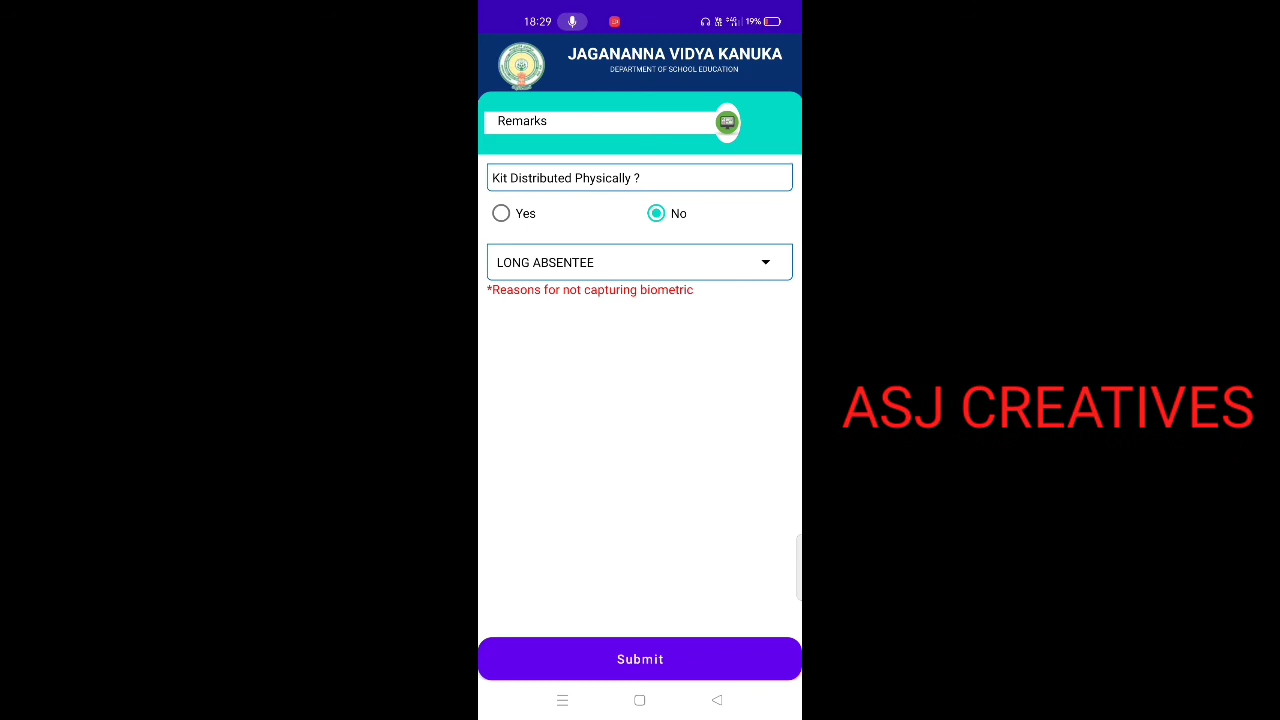 18:29
19%
JAGANANNA VIDYA KANUKA
DEPARTMENT OF SCHOOL EDUCATION
Remarks
Kit Distributed Physically ?
Yes
No
LONG ABSENTEE
*Reasons for not capturing biometric
ASJ CREATIVES
Submit